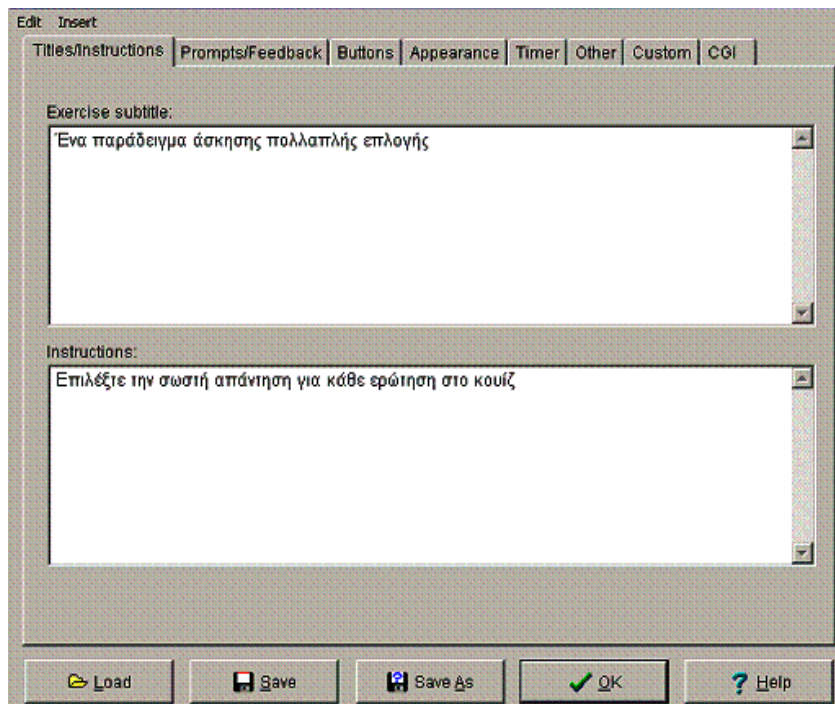 Edit Insert
Titles/Instructions Prompts/Feedback Buttons Appearance Timer Other Custom CGI
Exercise subtitle:
Ένα παράδειγμα άσκησης πολλαπλής επλογής
Instructions:
Επιλέξτε την σωστή απάντηση για κάθε ερώτηση στο κουίζ
Load Save Save As OK Help